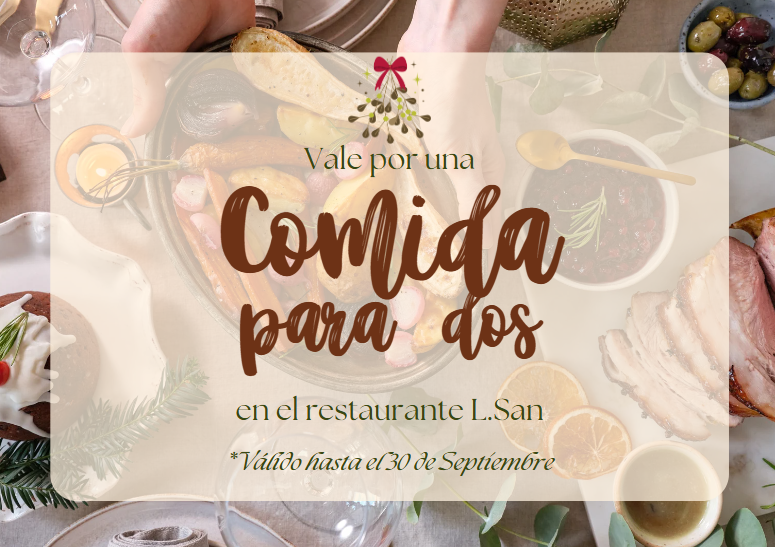 Vale por una
Comida
para dos
en el restaurante L.San
*Válido hasta el 30 de Septiembre